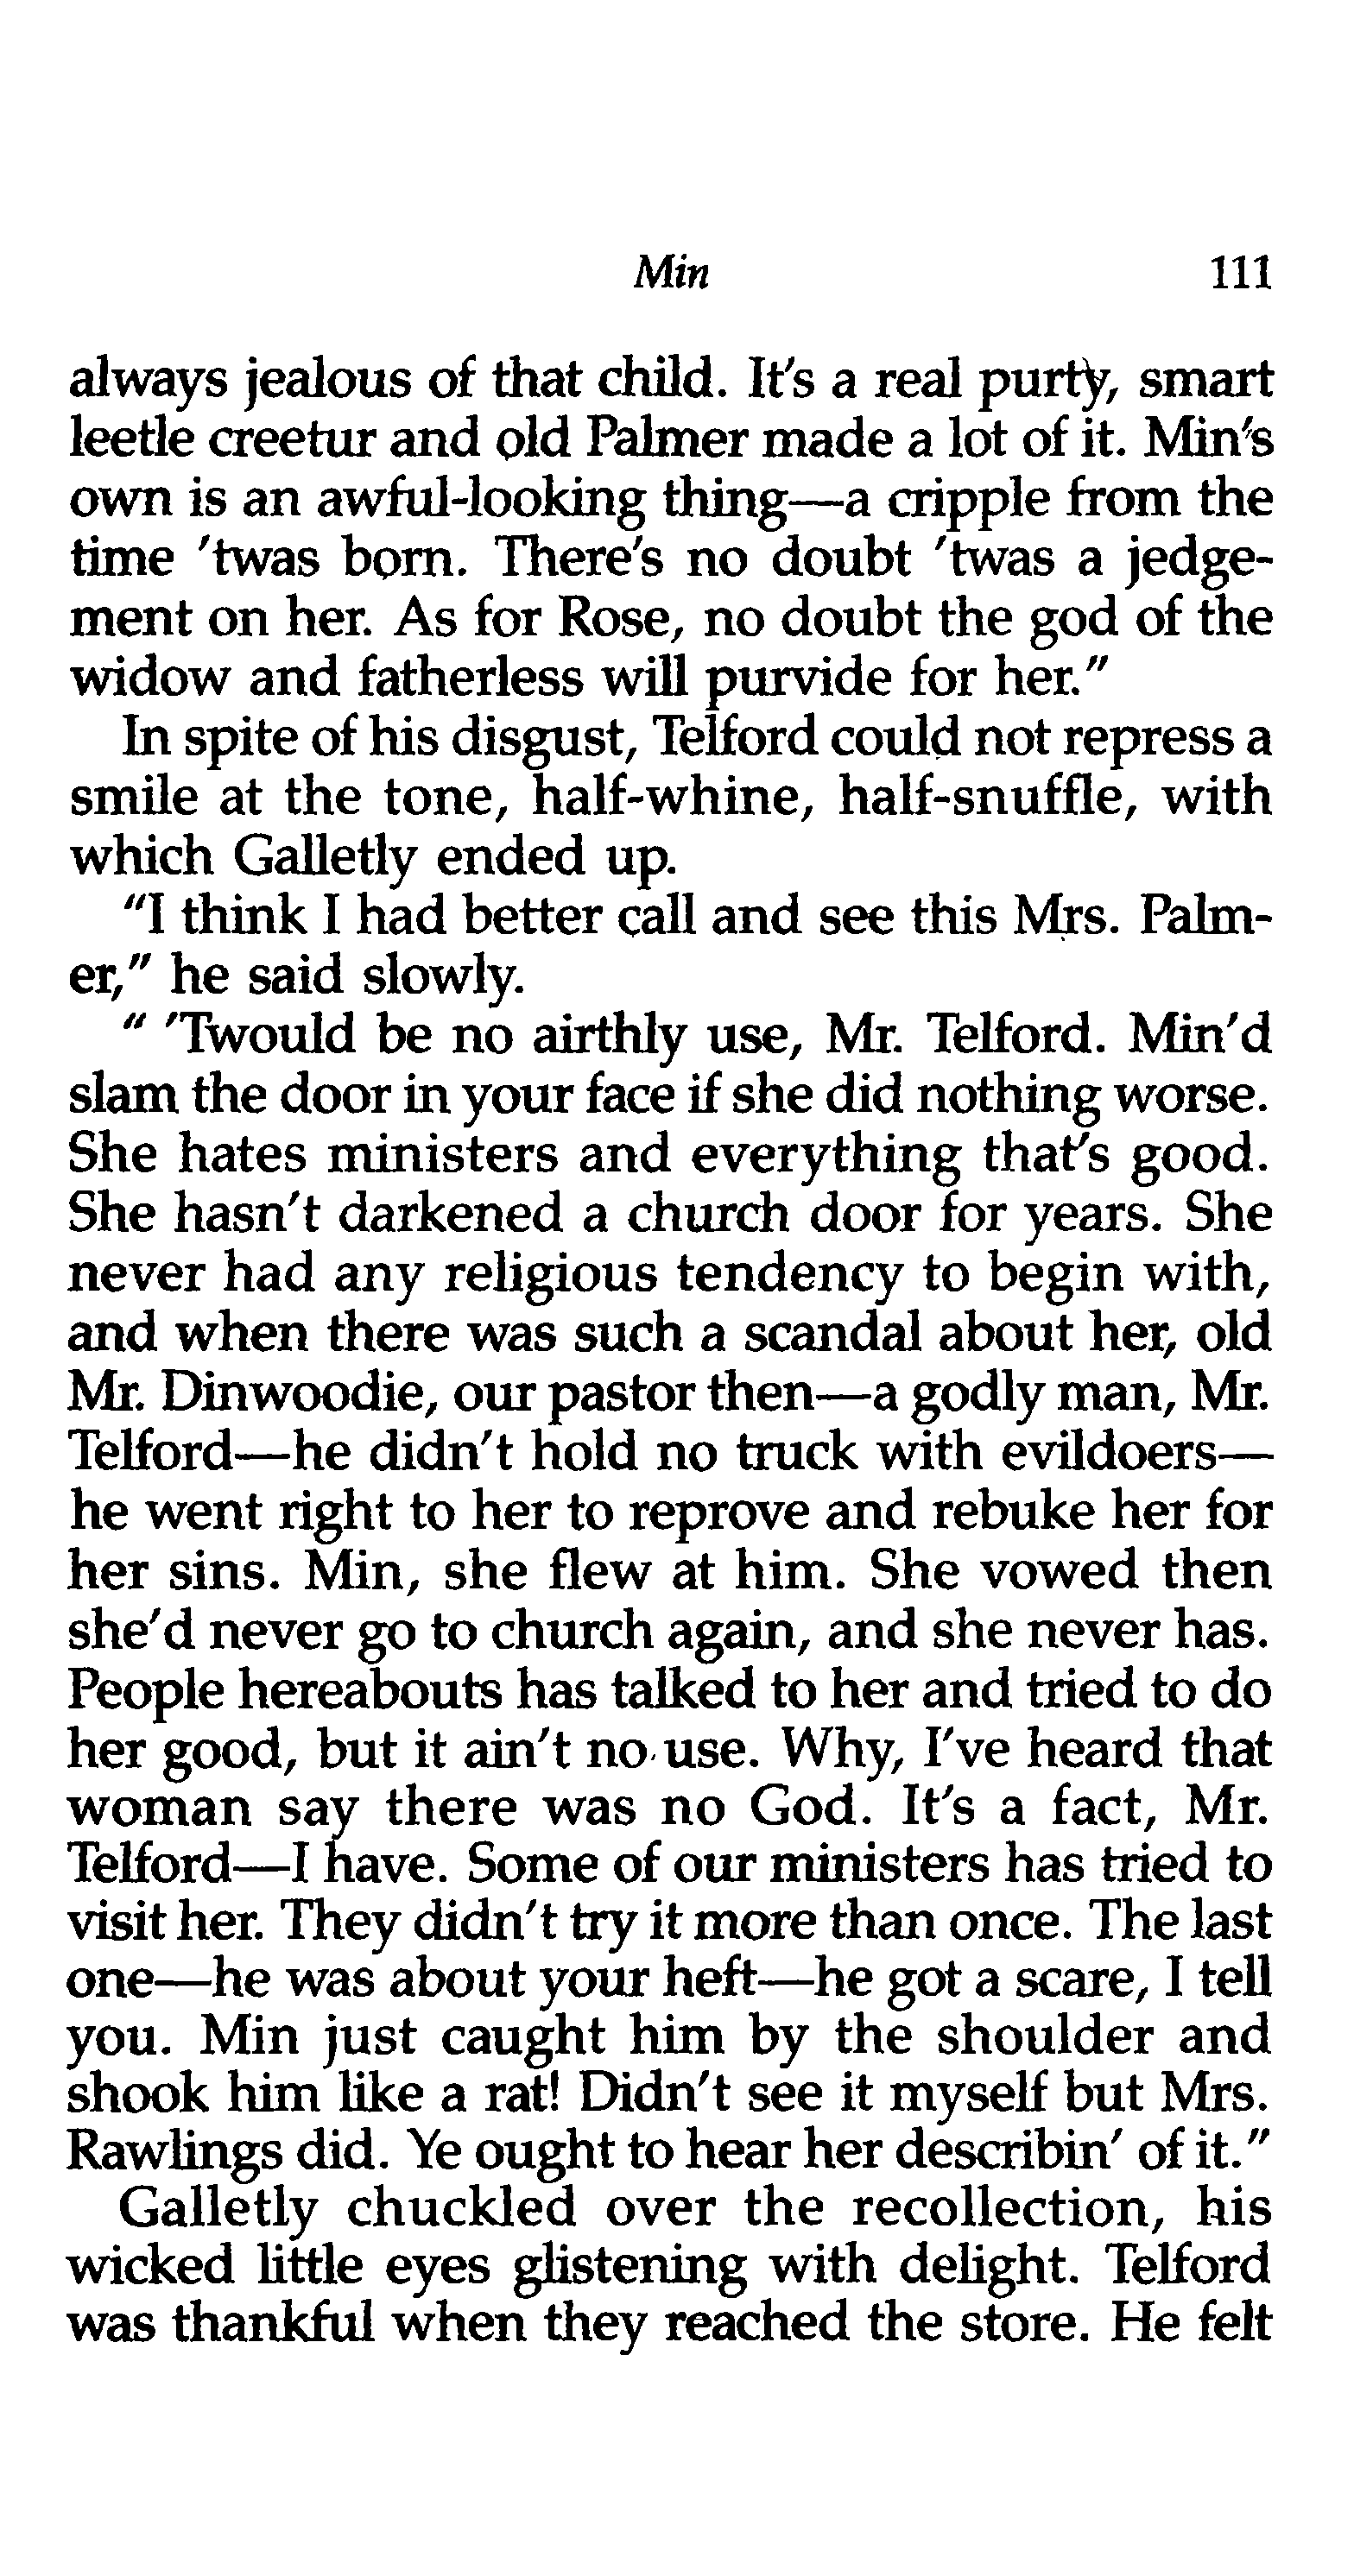 Min 111
always jealous of that child. It's a real purty, smart
leetle creetur and old Palmer made a lot of it. Min's
own is an awful-looking thing—a cripple from the
time 'twas born. There's no doubt 'twas a jedge-
ment on her. As for Rose, no doubt the god of the
widow and fatherless will purvide for her."
In spite of his disgust, Telford could not repress a
smile at the tone, half-whine, half-snuffle, with
which Galletly ended up.
"I think I had better call and see this Mrs. Palm-
er," he said slowly.
" 'Twould be no airthly use, Mr. Telford. Min'd
slam the door in your face if she did nothing worse.
She hates ministers and everything that's good.
She hasn't darkened a church door for years. She
never had any religious tendency to begin with,
and when there was such a scandal about her, old
Mr. Dinwoodie, our pastor then—a godly man, Mr.
Telford—he didn't hold no truck with evildoers—
he went right to her to reprove and rebuke her for
her sins. Min, she flew at him. She vowed then
she'd never go to church again, and she never has.
People hereabouts has talked to her and tried to do
her good, but it ain't no use. Why, I've heard that
woman say there was no God. It's a fact, Mr.
Telford—I have. Some of our ministers has tried to
visit her. They didn't try it more than once. The last
one—he was about your heft—he got a scare, I tell
you. Min just caught him by the shoulder and
shook him like a rat! Didn't see it myself but Mrs.
Rawlings did. Ye ought to hear her describin' of it."
Galletly chuckled over the recollection, his
wicked little eyes glistening with delight. Telford
was thankful when they reached the store. He felt